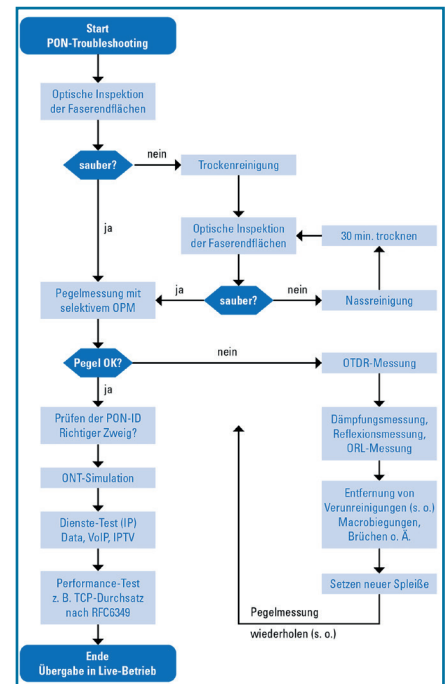 Start
PON-Troubleshooting
Optische Inspektion
der Faserendflächen
sauber?
nein
Trockenreinigung
ja
Optische Inspektion
der Faserendflächen
30 min. trocknen
Pegelmessung mit
selektivem OPM
ja
sauber?
nein
Nassreinigung
Pegel OK?
nein
OTDR-Messung
ja
Prüfen der PON-ID
Richtiger Zweig?
Dämpfungsmessung,
Reflexionsmessung,
ORL-Messung
ONT-Simulation
Entfernung von
Verunreinigungen (s. o.)
Macrobiegungen,
Brüchen o. Ä.
Dienste-Test (IP)
Data, VoIP, IPTV
Setzen neuer Spleiße
Performance-Test
z. B. TCP-Durchsatz
nach RFC6349
Pegelmessung
wiederholen (s. o.)
Ende
Übergabe in Live-Betrieb